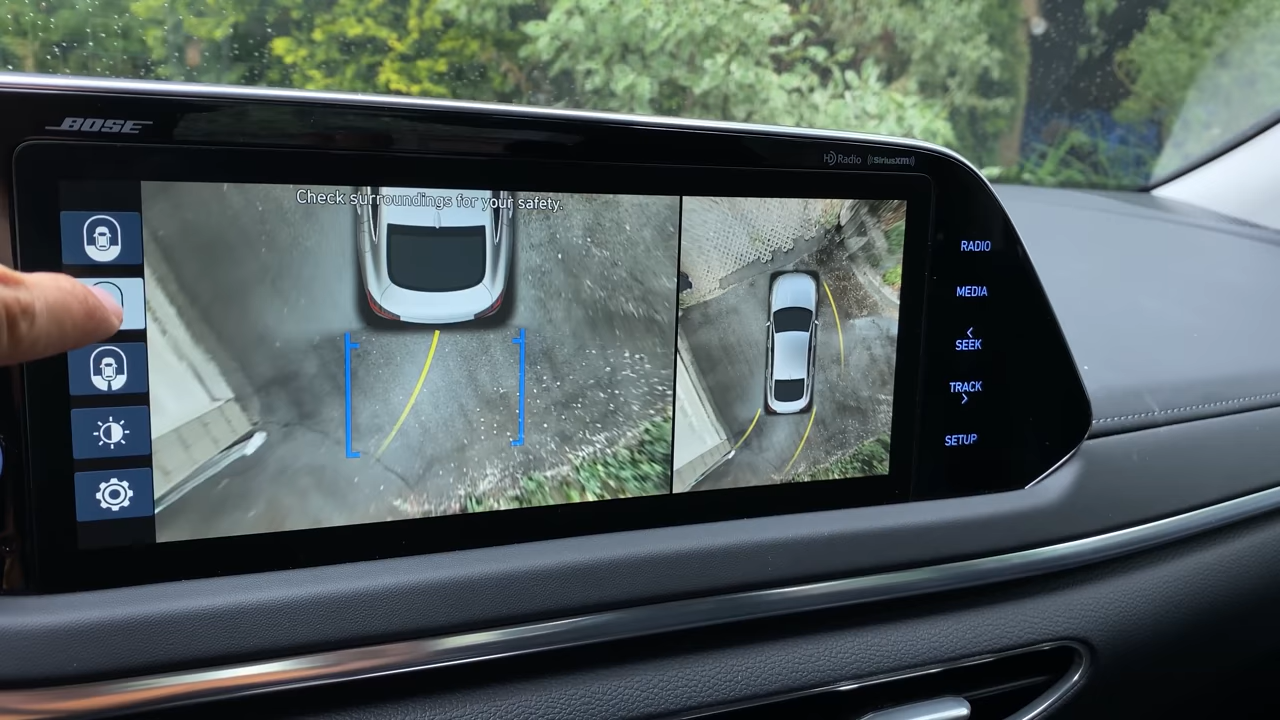 BOSE
HD Radio
((SiriusXM))
Check surroundings for your safety.
RADIO
MEDIA
<
SEEK
TRACK
>
SETUP